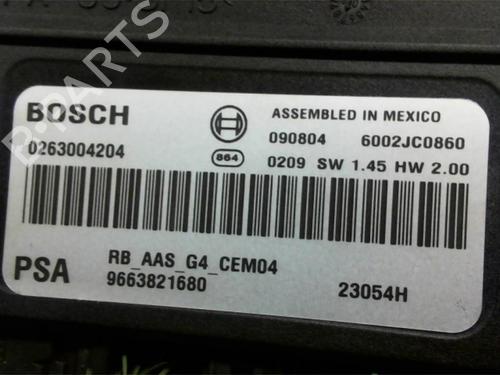 B-PARTS
BOSCH
ASSEMBLED IN MEXICO
090804 6002JC0860
0263004204
864
0209 SW 1.45 HW 2.00
RB_AAS_G4_CEM04
PSA
9663821680
23054H